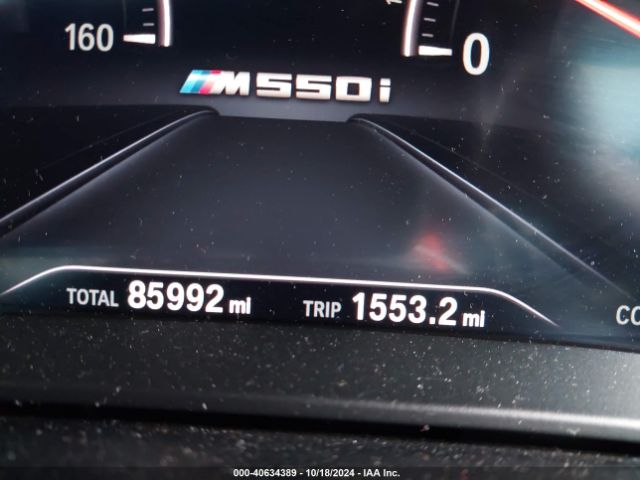 160
0
M550i
TOTAL 85992 mi TRIP 1553.2 mi
000-40634389 - 10/18/2024 - IAA Inc.